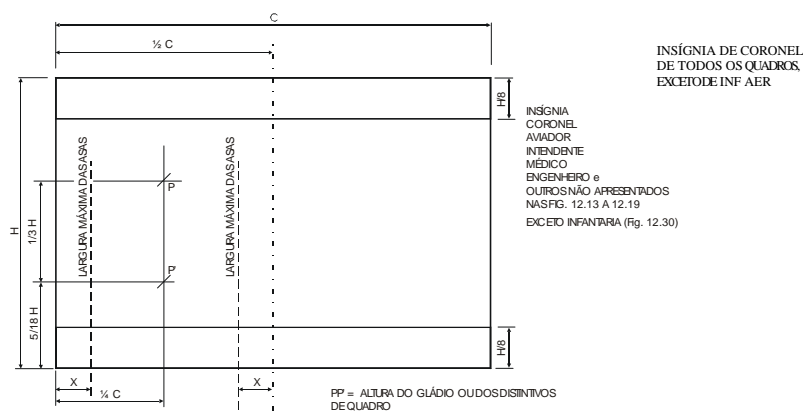 C
½ C
INSÍGNIA DE CORONEL
DE TODOS OS QUADROS,
EXCETODE INF AER
H/8
INSÍGNIA
CORONEL
AVIADOR
INTENDENTE
MÉDICO
ENGENHEIRO e
OUTROS NÃO APRESENTADOS
NAS FIG. 12.13 A 12.19
EXCETO INFANTARIA (Fig. 12.30)
LARGURA MÁXIMA DAS ASAS
LARGURA MÁXIMA DAS ASAS
P
H
1/3 H
P'
5/18 H
H/8
X
X
¼ C
PP' = ALTURA DO GLÁDIO OU DOS DISTINTIVOS
DE QUADRO